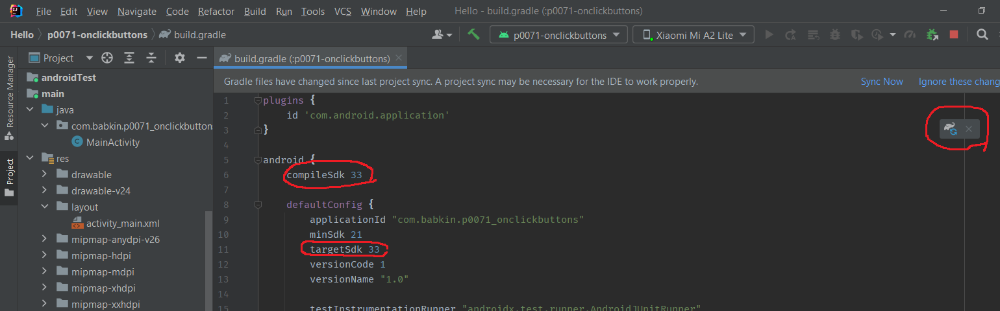 File Edit View Navigate Code Refactor Build Run Tools VCS Window Help Hello - build.gradle (:p0071-onclickbuttons)
Hello p0071-onclickbuttons build.gradle p0071-onclickbuttons Xiaomi Mi A2 Lite
Project build.gradle (:p0071-onclickbuttons)
Resource Manager
Project
androidTest
main
java
com.babkin.p0071_onclickbutton
MainActivity
res
drawable
drawable-v24
layout
activity_main.xml
mipmap-anydpi-v26
mipmap-hdpi
mipmap-mdpi
mipmap-xhdpi
mipmap-xxhdpi
Gradle files have changed since last project sync. A project sync may be necessary for the IDE to work properly. Sync Now Ignore these chang
1 plugins {
2 id 'com.android.application'
3 }
4
5 android {
6 compileSdk 33
7
8 defaultConfig {
9 applicationId "com.babkin.p0071_onclickbuttons"
10 minSdk 21
11 targetSdk 33
12 versionCode 1
13 versionName "1.0"
14
15 testInstrumentationRunner "androidx.test.runner.AndroidJUnitRunner"